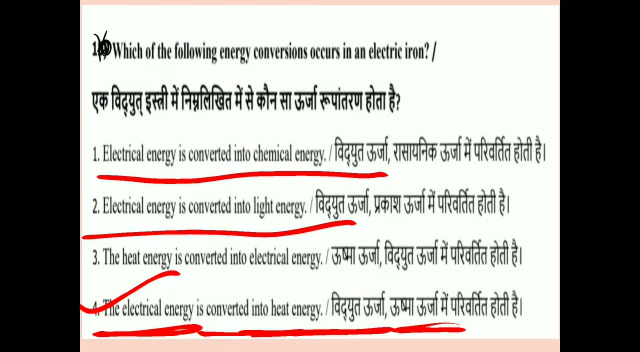 Which of the following energy conversions occurs in an electric iron? /
एक विद्युत् इस्त्री में निम्नलिखित में से कौन सा ऊर्जा रूपांतरण होता है?
1. Electrical energy is converted into chemical energy. / विद्युत ऊर्जा, रासायनिक ऊर्जा में परिवर्तित होती है।
2. Electrical energy is converted into light energy. / विद्युत ऊर्जा, प्रकाश ऊर्जा में परिवर्तित होती है।
3. The heat energy is converted into electrical energy. / ऊष्मा ऊर्जा, विद्युत ऊर्जा में परिवर्तित होती है।
4. The electrical energy is converted into heat energy. / विद्युत ऊर्जा, ऊष्मा ऊर्जा में परिवर्तित होती है।